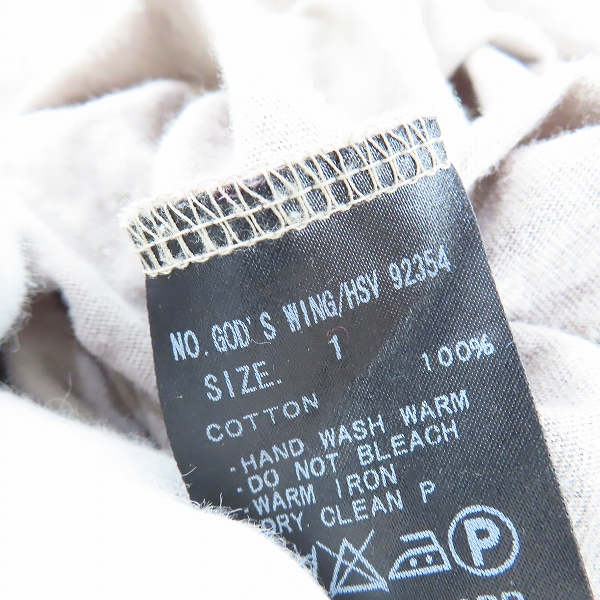 NO. GOD'S WING/HSV 92354
SIZE. 1
COTTON 100%
·HAND WASH WARM
·DO NOT BLEACH
·WARM IRON
DRY CLEAN P
P